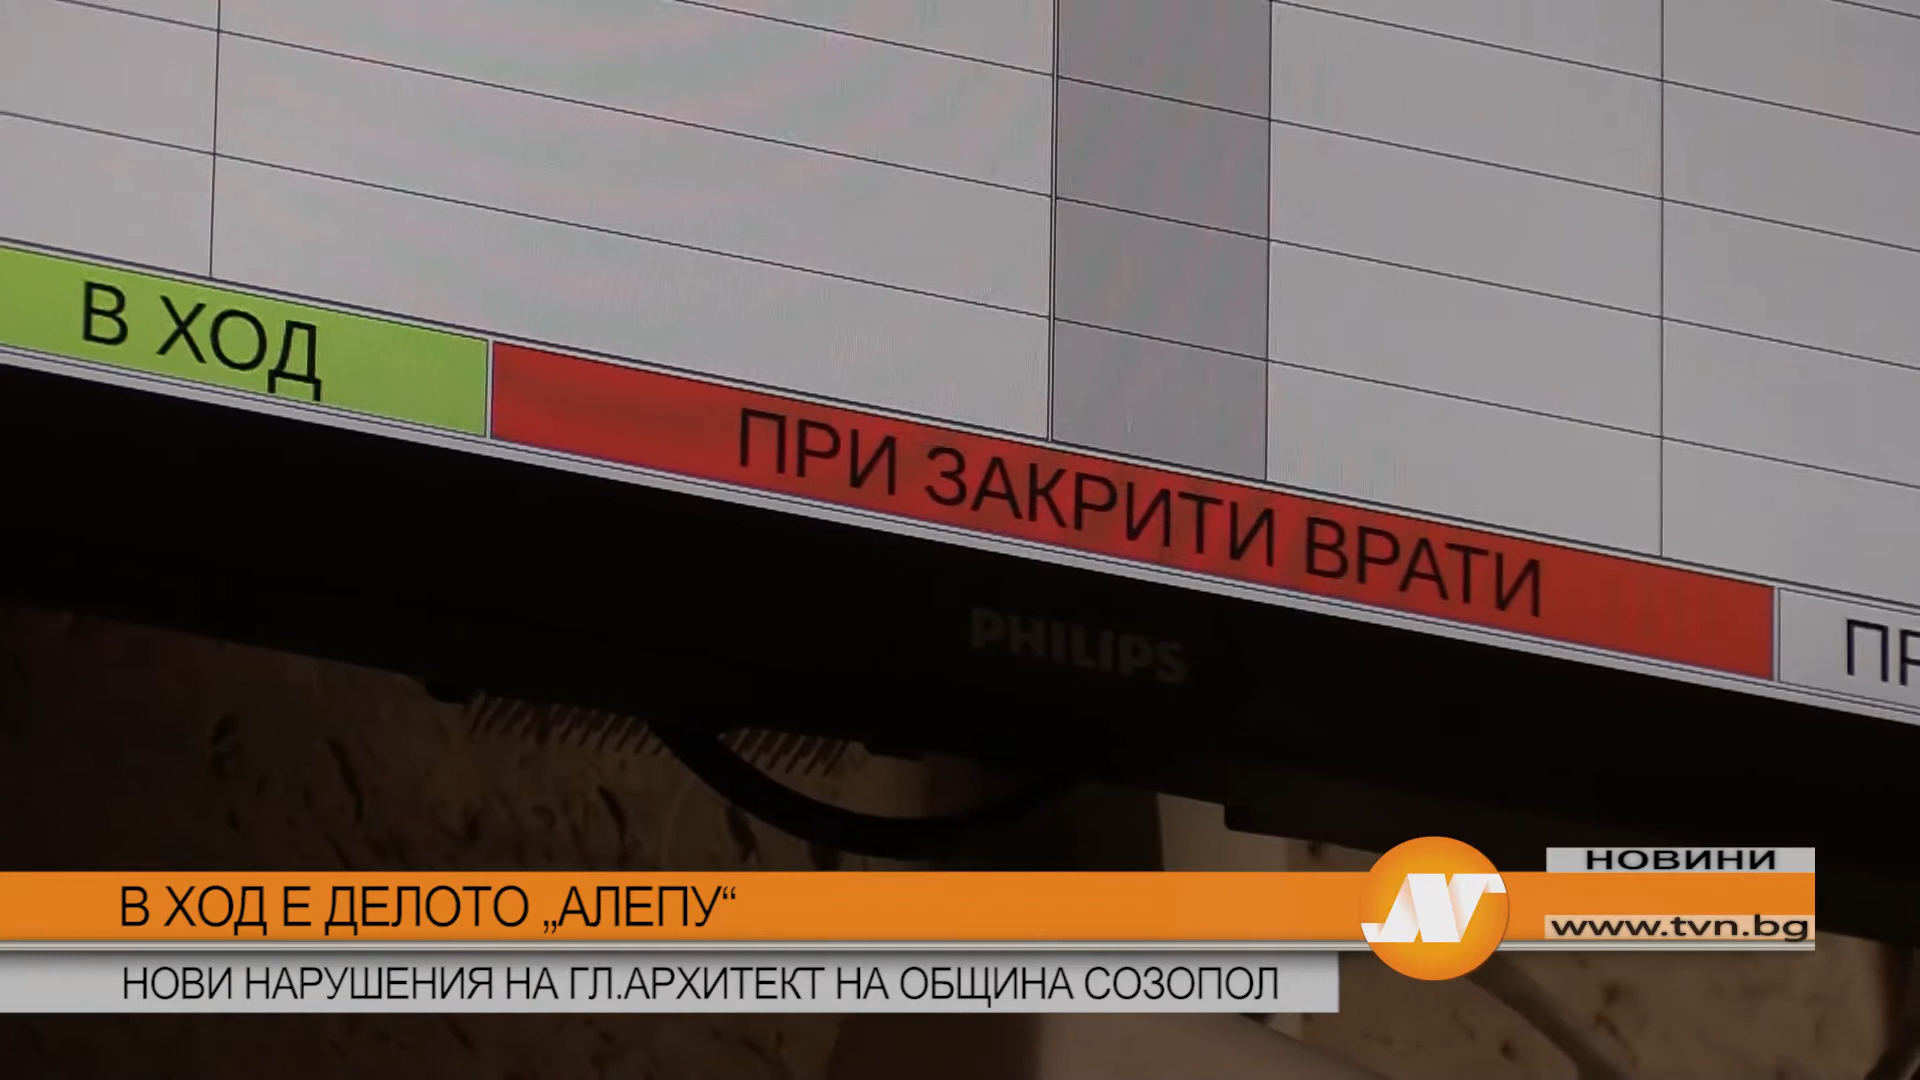 В ХОД
ПРИ ЗАКРИТИ ВРАТИ
ПР
PHILIPS
НОВИНИ
В ХОД Е ДЕЛОТО „АЛЕПУ“
www.tvn.bg
НОВИ НАРУШЕНИЯ НА ГЛ.АРХИТЕКТ НА ОБЩИНА СОЗОПОЛ